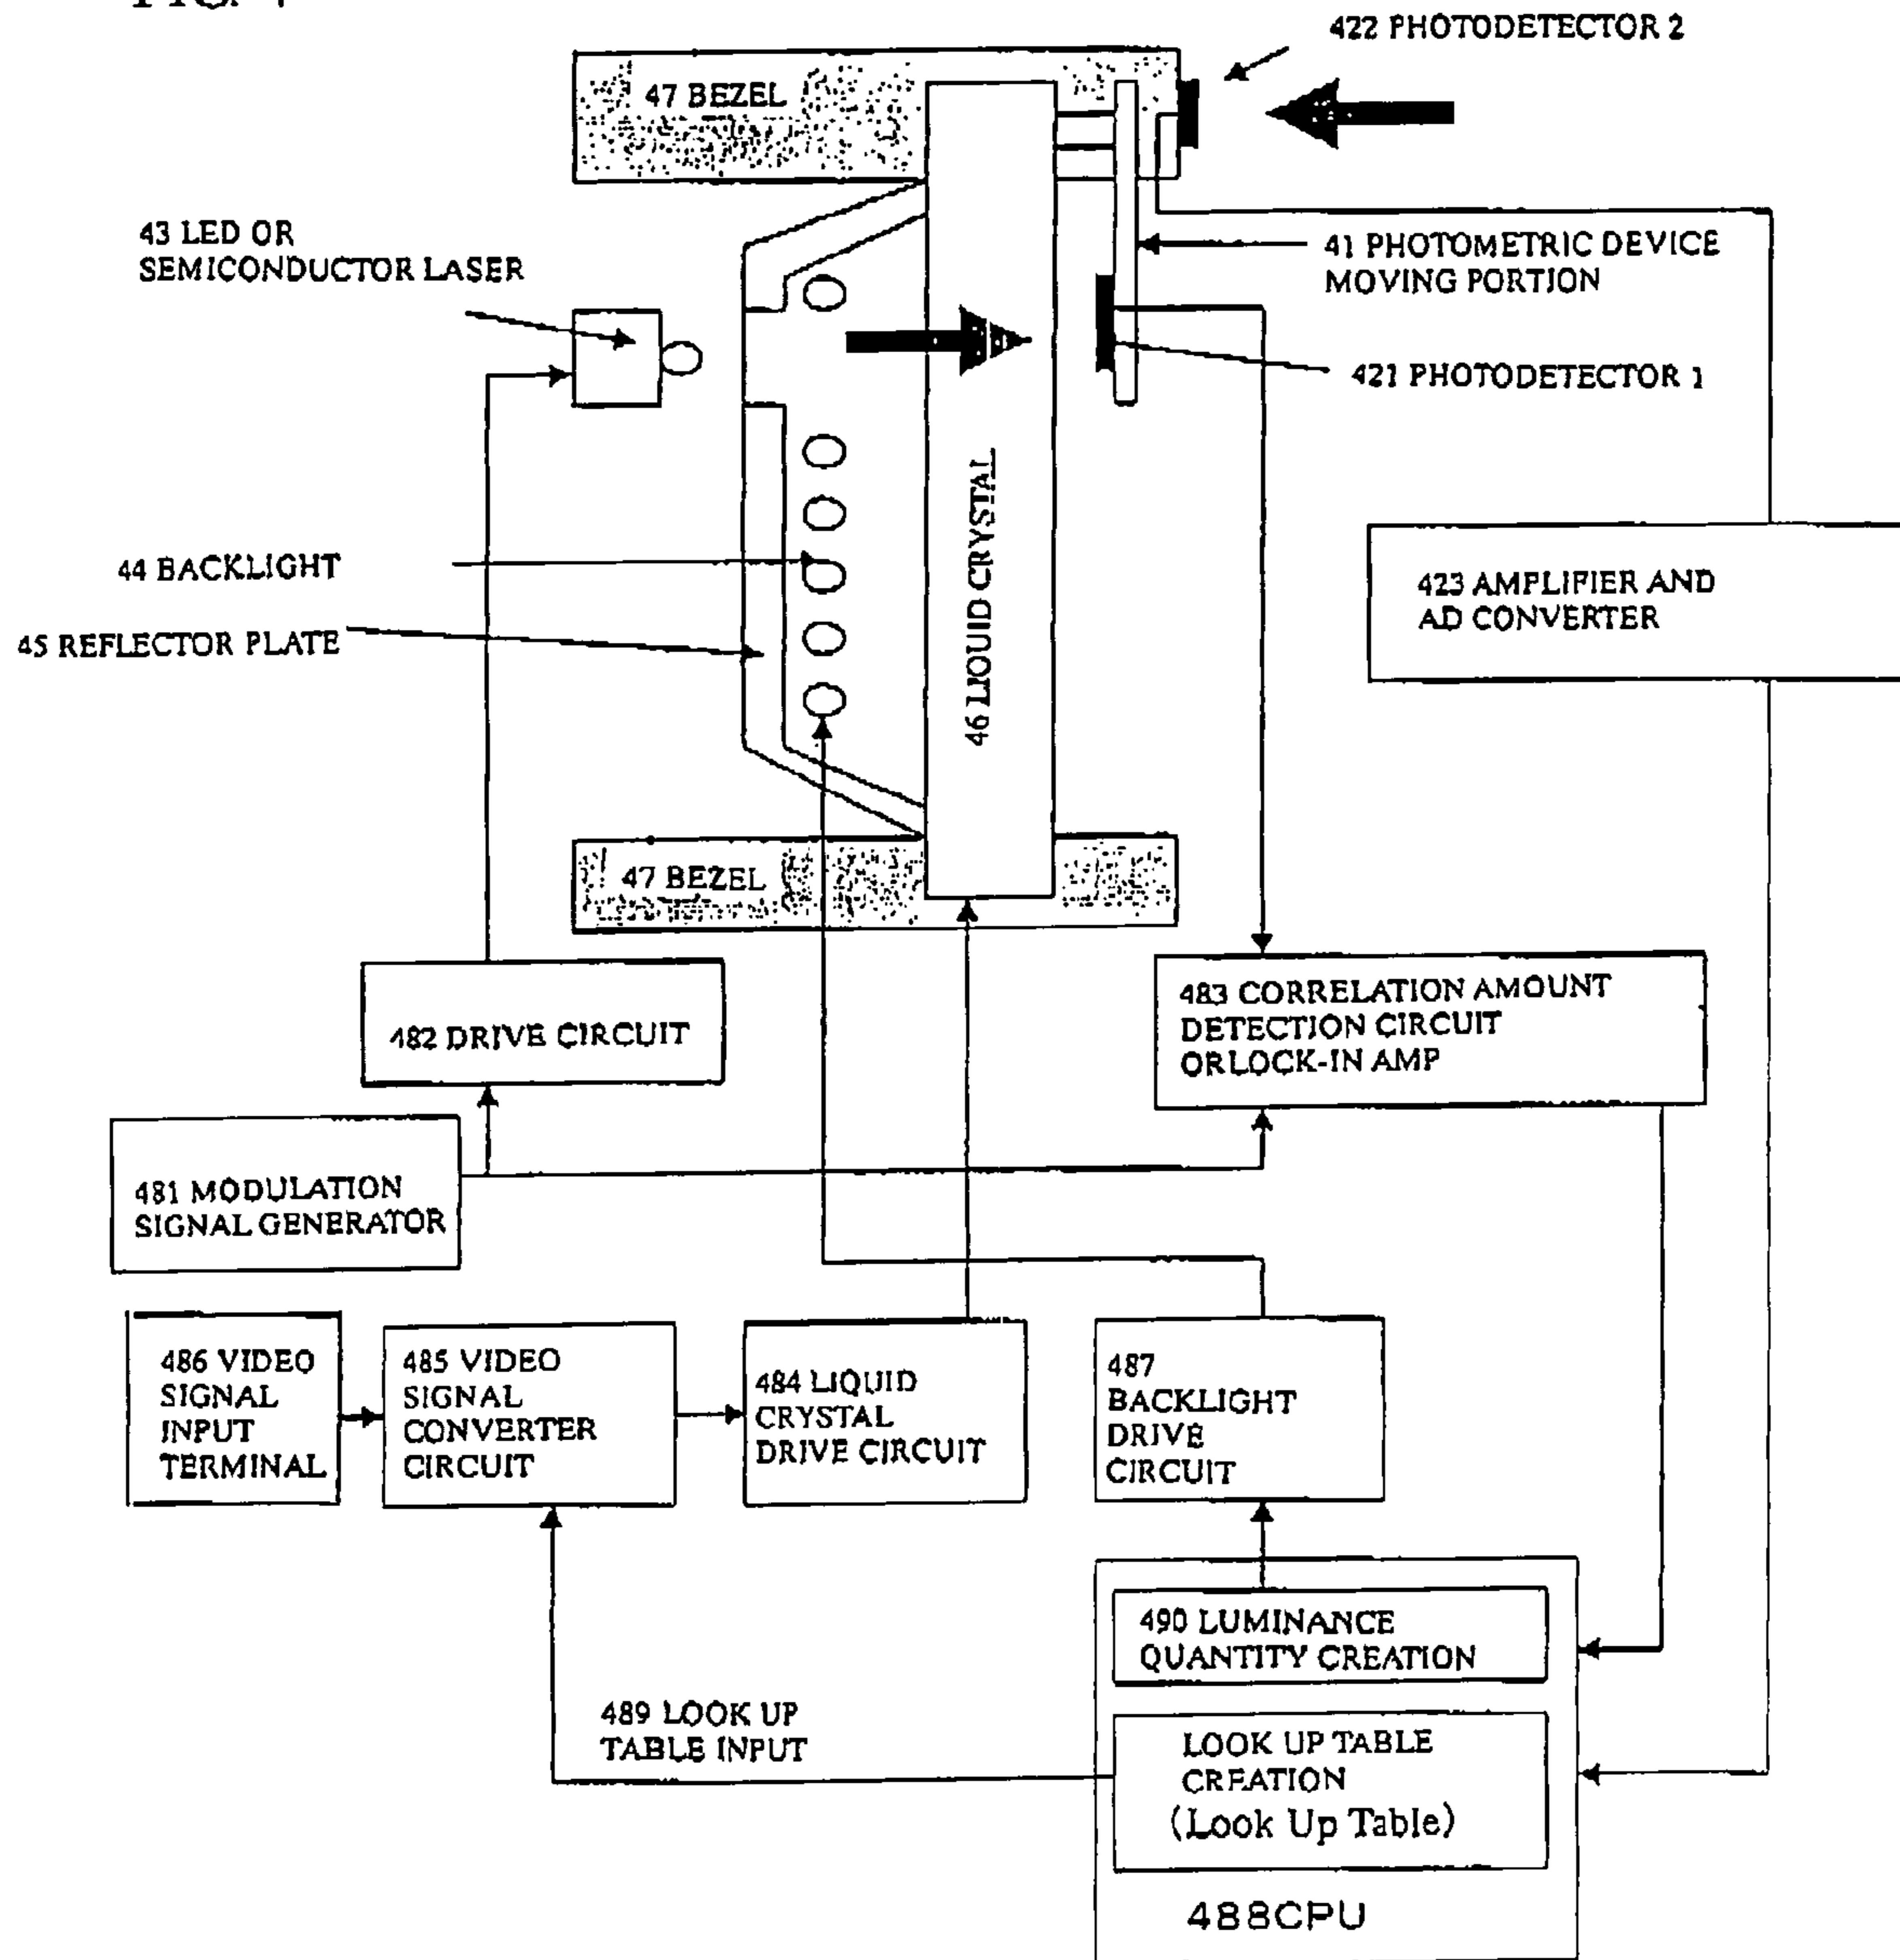 422 PHOTODETECTOR 2
47 BEZEL
43 LED OR
SEMICONDUCTOR LASER
41 PHOTOMETRIC DEVICE
MOVING PORTION
421 PHOTODETECTOR 1
44 BACKLIGHT
45 REFLECTOR PLATE
46 LIQUID CRYSTAL
423 AMPLIFIER AND
AD CONVERTER
47 BEZEL
482 DRIVE CIRCUIT
483 CORRELATION AMOUNT
DETECTION CIRCUIT
ORLOCK-IN AMP
481 MODULATION
SIGNAL GENERATOR
486 VIDEO
SIGNAL
INPUT
TERMINAL
485 VIDEO
SIGNAL
CONVERTER
CIRCUIT
484 LIQUID
CRYSTAL
DRIVE CIRCUIT
487
BACKLIGHT
DRIVE
CIRCUIT
490 LUMINANCE
QUANTITY CREATION
489 LOOK UP
TABLE INPUT
LOOK UP TABLE
CREATION
(Look Up Table)
488CPU